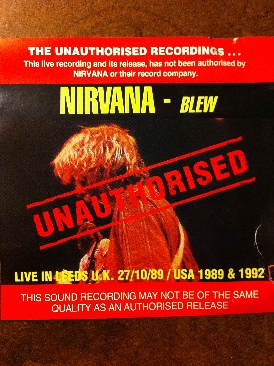 THE UNAUTHORISED RECORDINGS ...
This live recording and its release, has not been authorised by
NIRVANA or their record company.
NIRVANA - BLEW
UNAUTHORISED
LIVE IN LEEDS U.K. 27/10/89 / USA 1989 & 1992
THIS SOUND RECORDING MAY NOT BE OF THE SAME
QUALITY AS AN AUTHORISED RELEASE